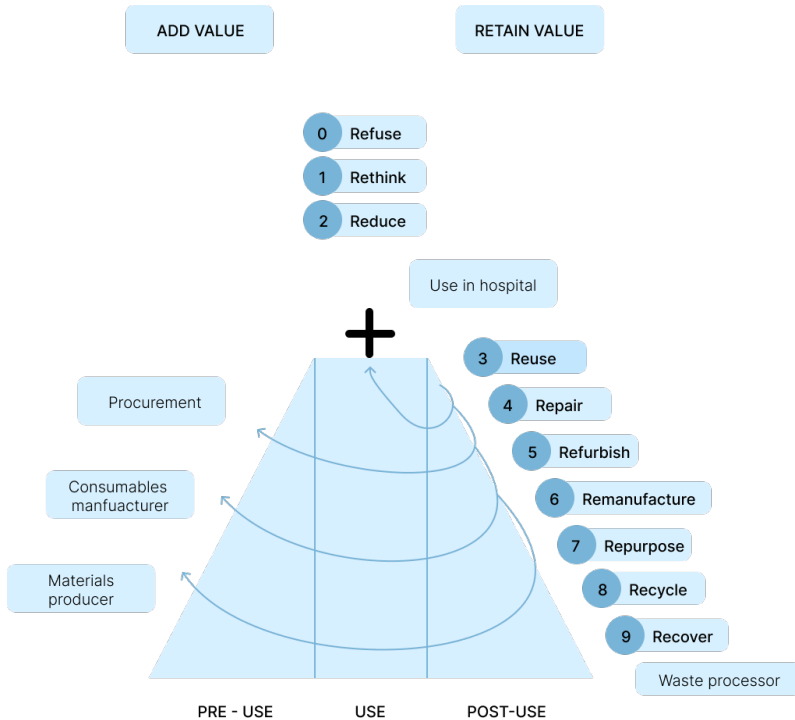 ADD VALUE
RETAIN VALUE
0 Refuse
1 Rethink
2 Reduce
Use in hospital
3 Reuse
Procurement
4 Repair
5 Refurbish
Consumables
manfuacturer
6 Remanufacture
7 Repurpose
Materials
producer
8 Recycle
9 Recover
Waste processor
PRE - USE
USE
POST-USE